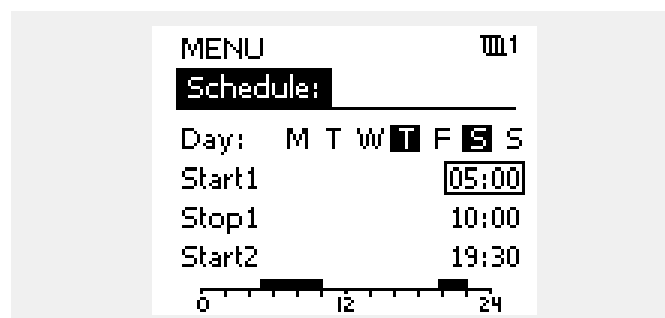 MENU 1
Schedule:
Day: M T W T F S S
Start1 05:00
Stop1 10:00
Start2 19:30
0 12 24